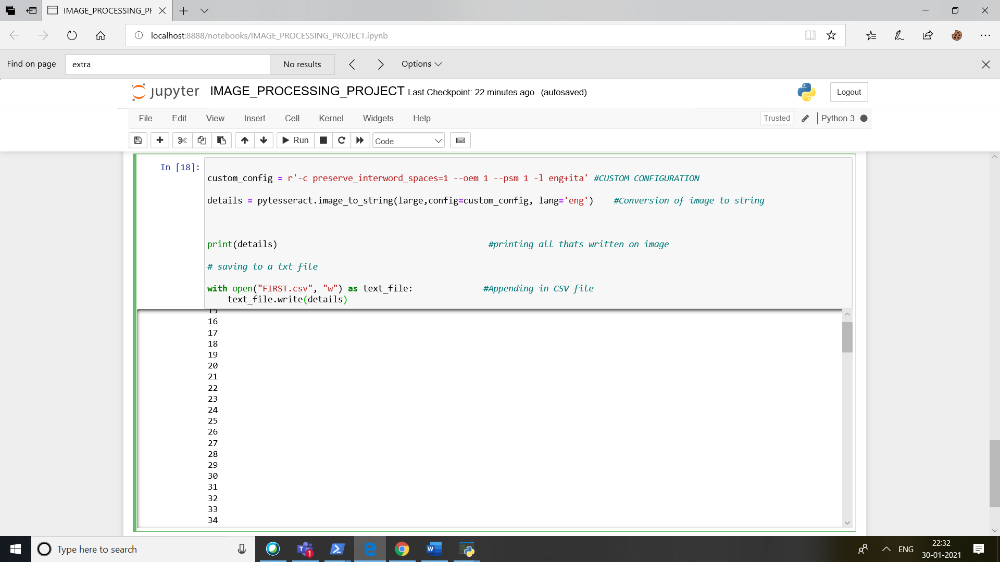 IMAGE_PROCESSING_PI
localhost:8888/notebooks/IMAGE_PROCESSING_PROJECT.ipynb
Find on page
extra
No results
Options
jupyter
IMAGE_PROCESSING_PROJECT Last Checkpoint: 22 minutes ago (autosaved)
Logout
File Edit View Insert Cell Kernel Widgets Help
Trusted
Python 3
Run
Code
In [18]:
custom_config = r'-c preserve_interword_spaces=1 --oem 1 --psm 1 -l eng+ita' #CUSTOM CONFIGURATION
details = pytesseract.image_to_string(large,config=custom_config, lang='eng') #Conversion of image to string
print(details) #printing all thats written on image
# saving to a txt file
with open("FIRST.csv", "w") as text_file: #Appending in CSV file
text_file.write(details)
15
16
17
18
19
20
21
22
23
24
25
26
27
28
29
30
31
32
33
34
Type here to search
T
1
W
ENG
22:32
30-01-2021